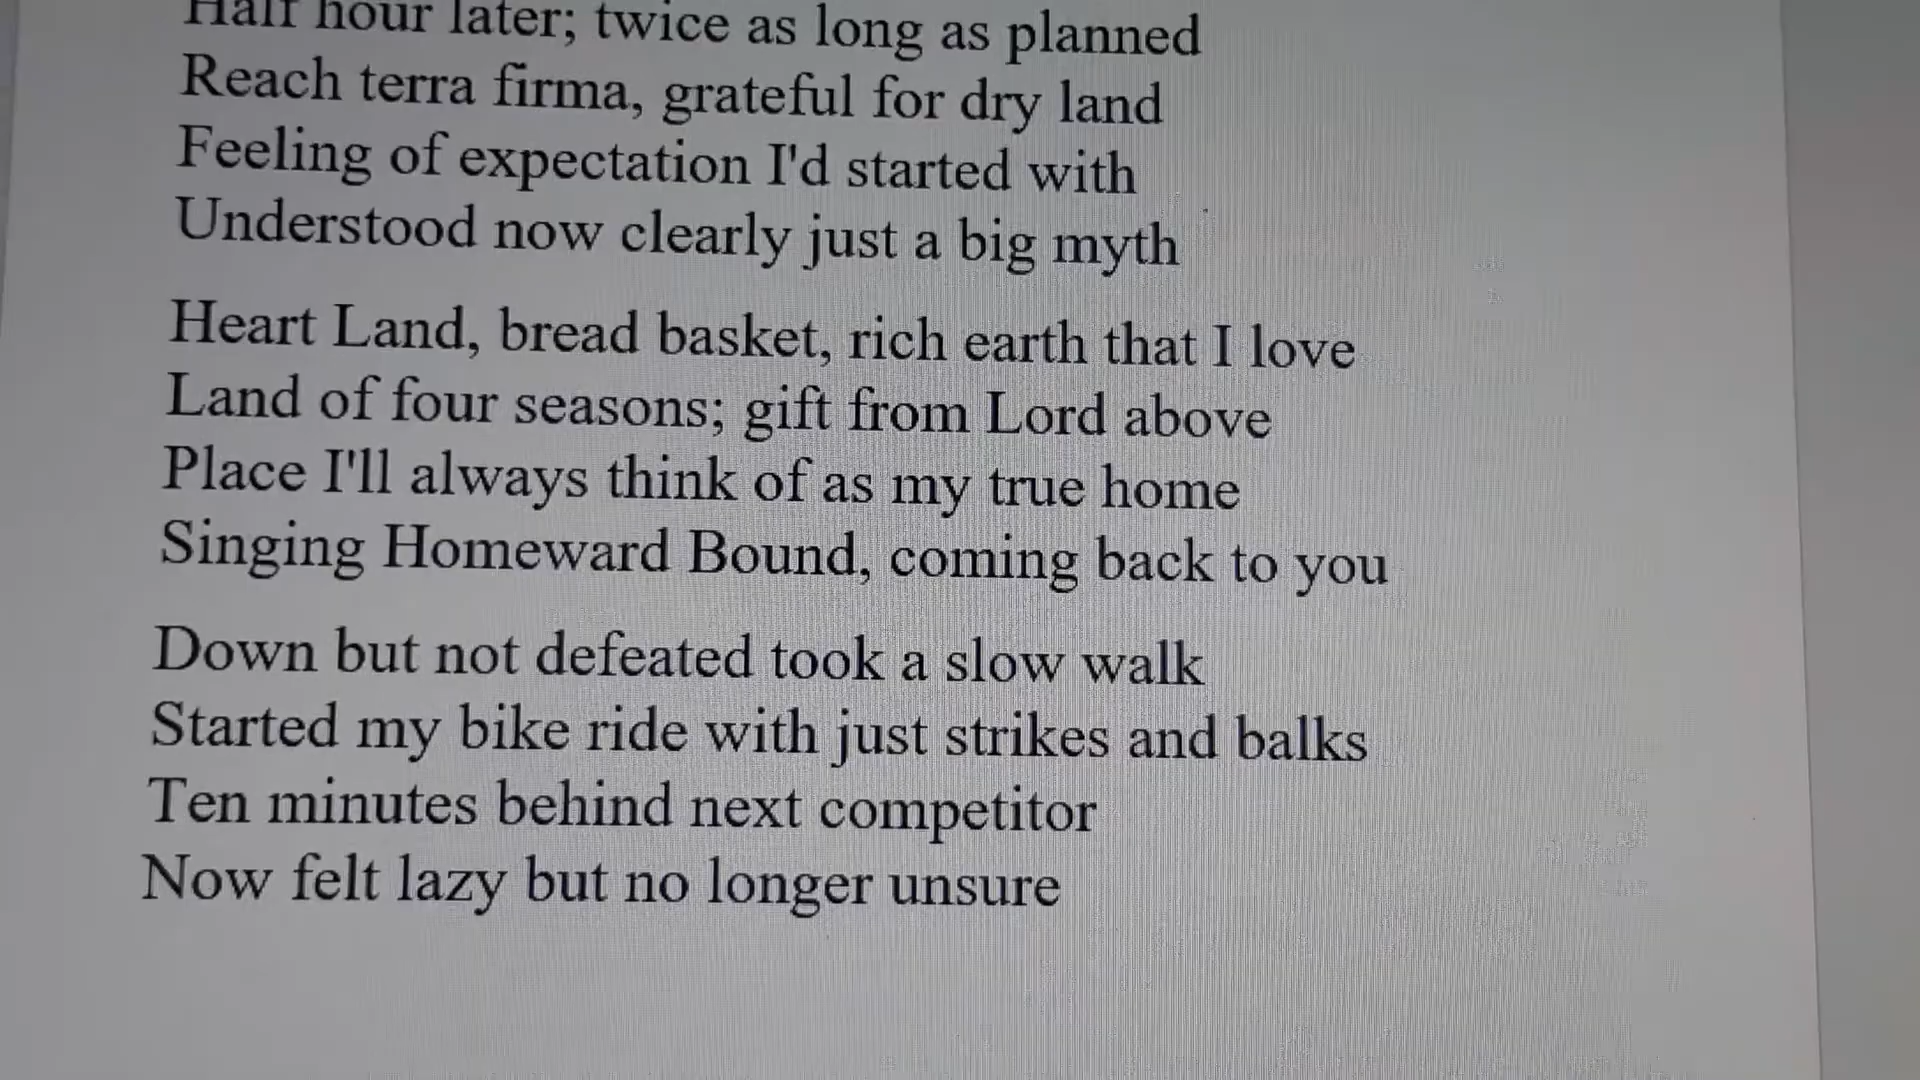 Half hour later; twice as long as planned
Reach terra firma, grateful for dry land
Feeling of expectation I'd started with
Understood now clearly just a big myth
Heart Land, bread basket, rich earth that I love
Land of four seasons; gift from Lord above
Place I'll always think of as my true home
Singing Homeward Bound, coming back to you
Down but not defeated took a slow walk
Started my bike ride with just strikes and balks
Ten minutes behind next competitor
Now felt lazy but no longer unsure